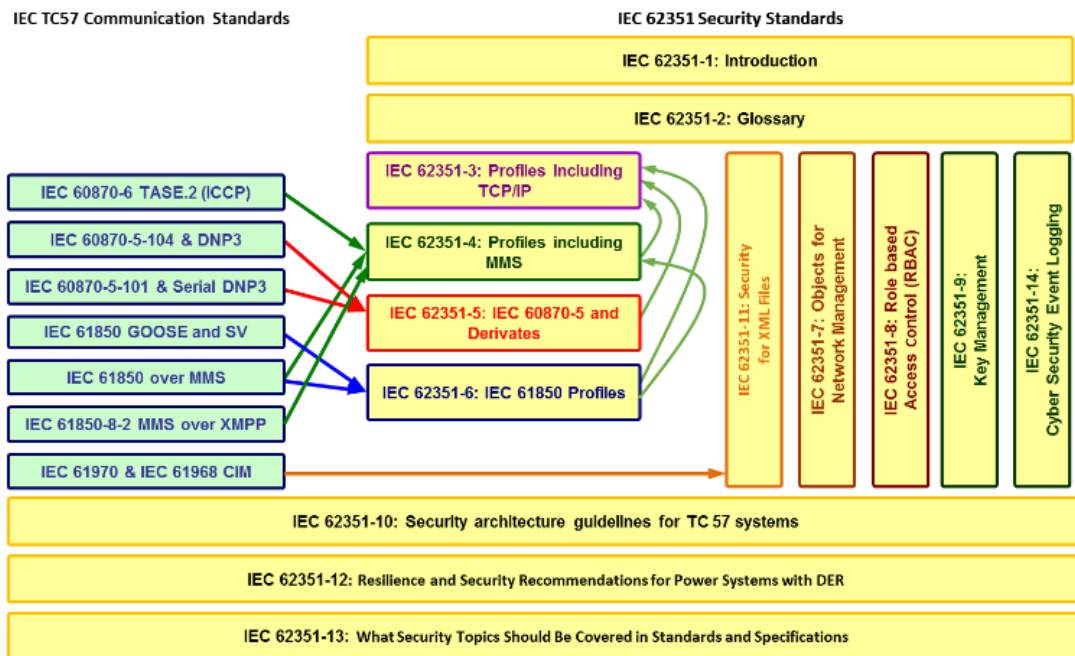 IEC TC57 Communication Standards
IEC 62351 Security Standards
IEC 62351-1: Introduction
IEC 62351-2: Glossary
IEC 60870-6 TASE.2 (ICCP)
IEC 60870-5-104 & DNP3
IEC 60870-5-101 & Serial DNP3
IEC 61850 GOOSE and SV
IEC 61850 over MMS
IEC 61850-8-2 MMS over XMPP
IEC 61970 & IEC 61968 CIM
IEC 62351-3: Profiles Including
TCP/IP
IEC 62351-4: Profiles including
MMS
IEC 62351-5: IEC 60870-5 and
Derivates
IEC 62351-6: IEC 61850 Profiles
IEC 62351-11: Security
for XML Files
IEC 62351-7: Objects for
Network Management
IEC 62351-8: Role based
Access control (RBAC)
IEC 62351-9:
Key Management
IEC 62351-14:
Cyber Security Event Logging
IEC 62351-10: Security architecture guidelines for TC 57 systems
IEC 62351-12: Resilience and Security Recommendations for Power Systems with DER
IEC 62351-13: What Security Topics Should Be Covered in Standards and Specifications